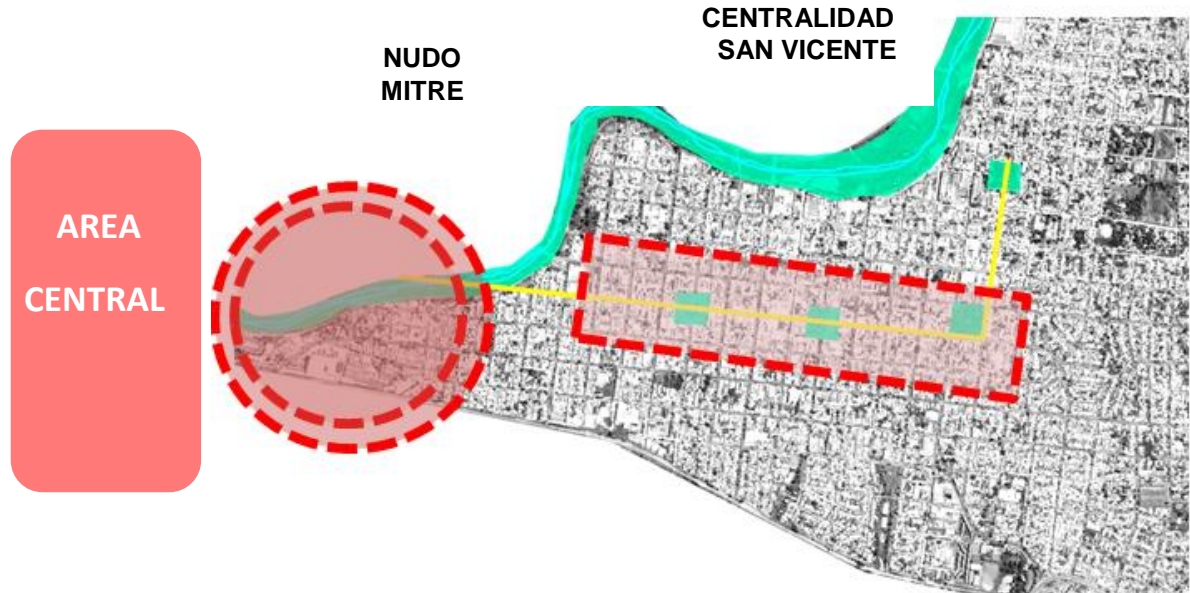 CENTRALIDAD
SAN VICENTE
NUDO
MITRE
AREA
CENTRAL